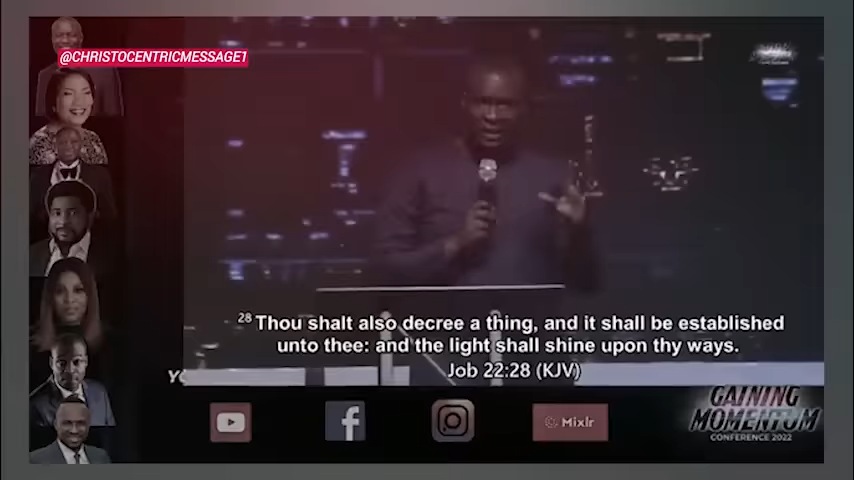 @CHRISTOCENTRICMESSAGE1
28 Thou shalt also decree a thing, and it shall be established
unto thee: and the light shall shine upon thy ways.
Job 22:28 (KJV)
Mixlr
GAINING
MOMENTUM
CONFERENCE 2022